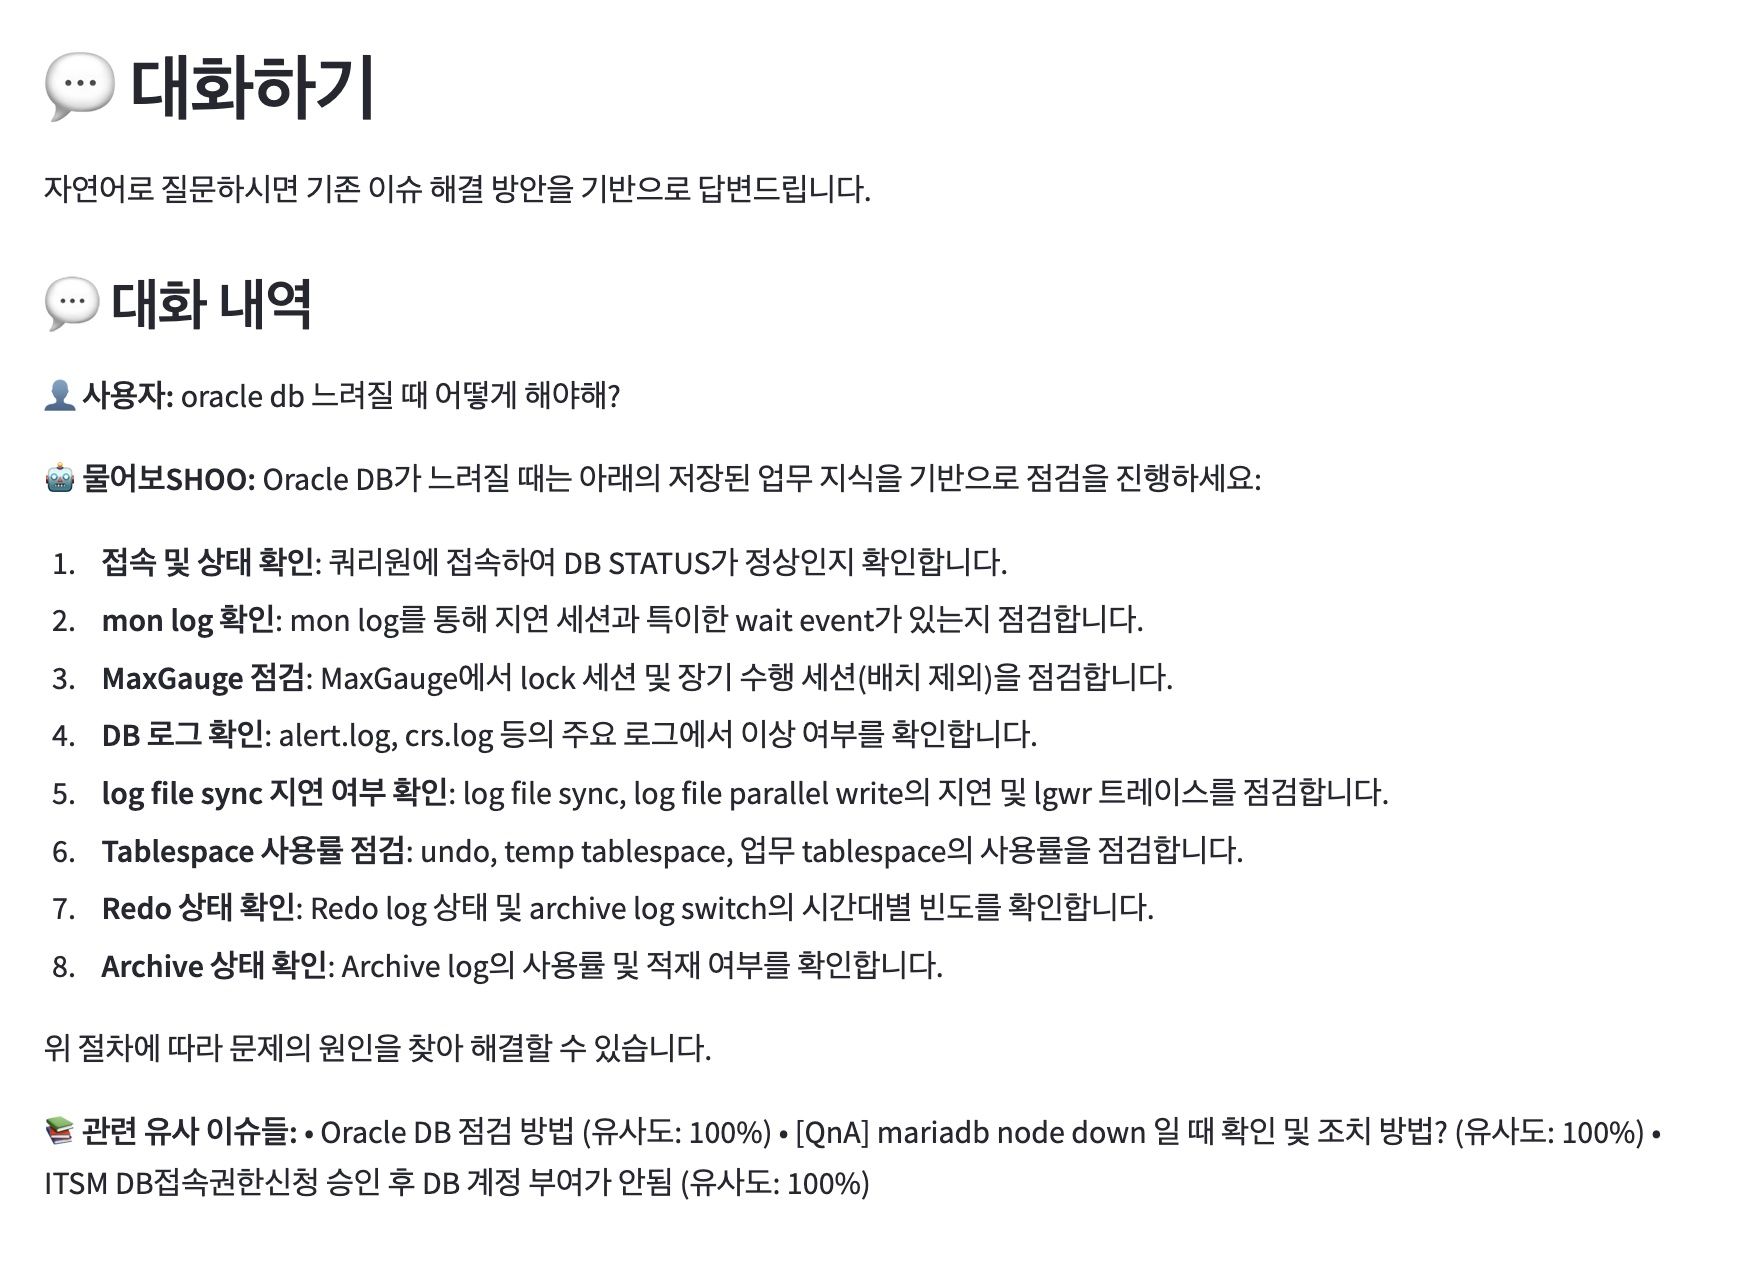 💬 대화하기
자연어로 질문하시면 기존 이슈 해결 방안을 기반으로 답변드립니다.
💬 대화 내역
👤 사용자: oracle db 느려질 때 어떻게 해야해?
🤖 물어보SHOO: Oracle DB가 느려질 때는 아래의 저장된 업무 지식을 기반으로 점검을 진행하세요:
1. 접속 및 상태 확인: 쿼리원에 접속하여 DB STATUS가 정상인지 확인합니다.
2. mon log 확인: mon log를 통해 지연 세션과 특이한 wait event가 있는지 점검합니다.
3. MaxGauge 점검: MaxGauge에서 lock 세션 및 장기 수행 세션(배치 제외)을 점검합니다.
4. DB 로그 확인: alert.log, crs.log 등의 주요 로그에서 이상 여부를 확인합니다.
5. log file sync 지연 여부 확인: log file sync, log file parallel write의 지연 및 lgwr 트레이스를 점검합니다.
6. Tablespace 사용률 점검: undo, temp tablespace, 업무 tablespace의 사용률을 점검합니다.
7. Redo 상태 확인: Redo log 상태 및 archive log switch의 시간대별 빈도를 확인합니다.
8. Archive 상태 확인: Archive log의 사용률 및 적재 여부를 확인합니다.
위 절차에 따라 문제의 원인을 찾아 해결할 수 있습니다.
📚 관련 유사 이슈들: • Oracle DB 점검 방법 (유사도: 100%) • [QnA] mariadb node down 일 때 확인 및 조치 방법? (유사도: 100%) •
ITSM DB접속권한신청 승인 후 DB 계정 부여가 안됨 (유사도: 100%)